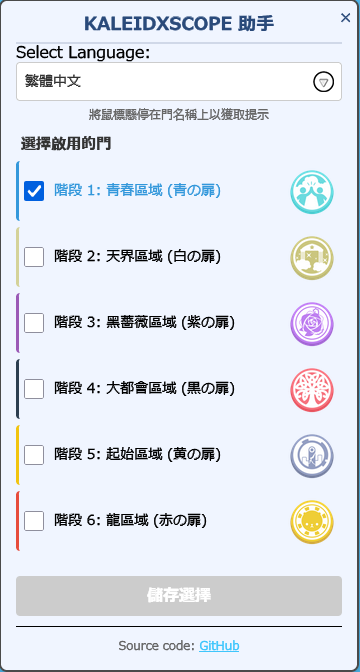 KALEIDXSCOPE 助手
Select Language:
繁體中文
將鼠標懸停在門名稱上以獲取提示
選擇啟用的門
階段 1: 青春區域 (青の扉)
階段 2: 天界區域 (白の扉)
階段 3: 黑薔薇區域 (紫の扉)
階段 4: 大都會區域 (黒の扉)
階段 5: 起始區域 (黄の扉)
階段 6: 龍區域 (赤の扉)
儲存選擇
Source code: GitHub